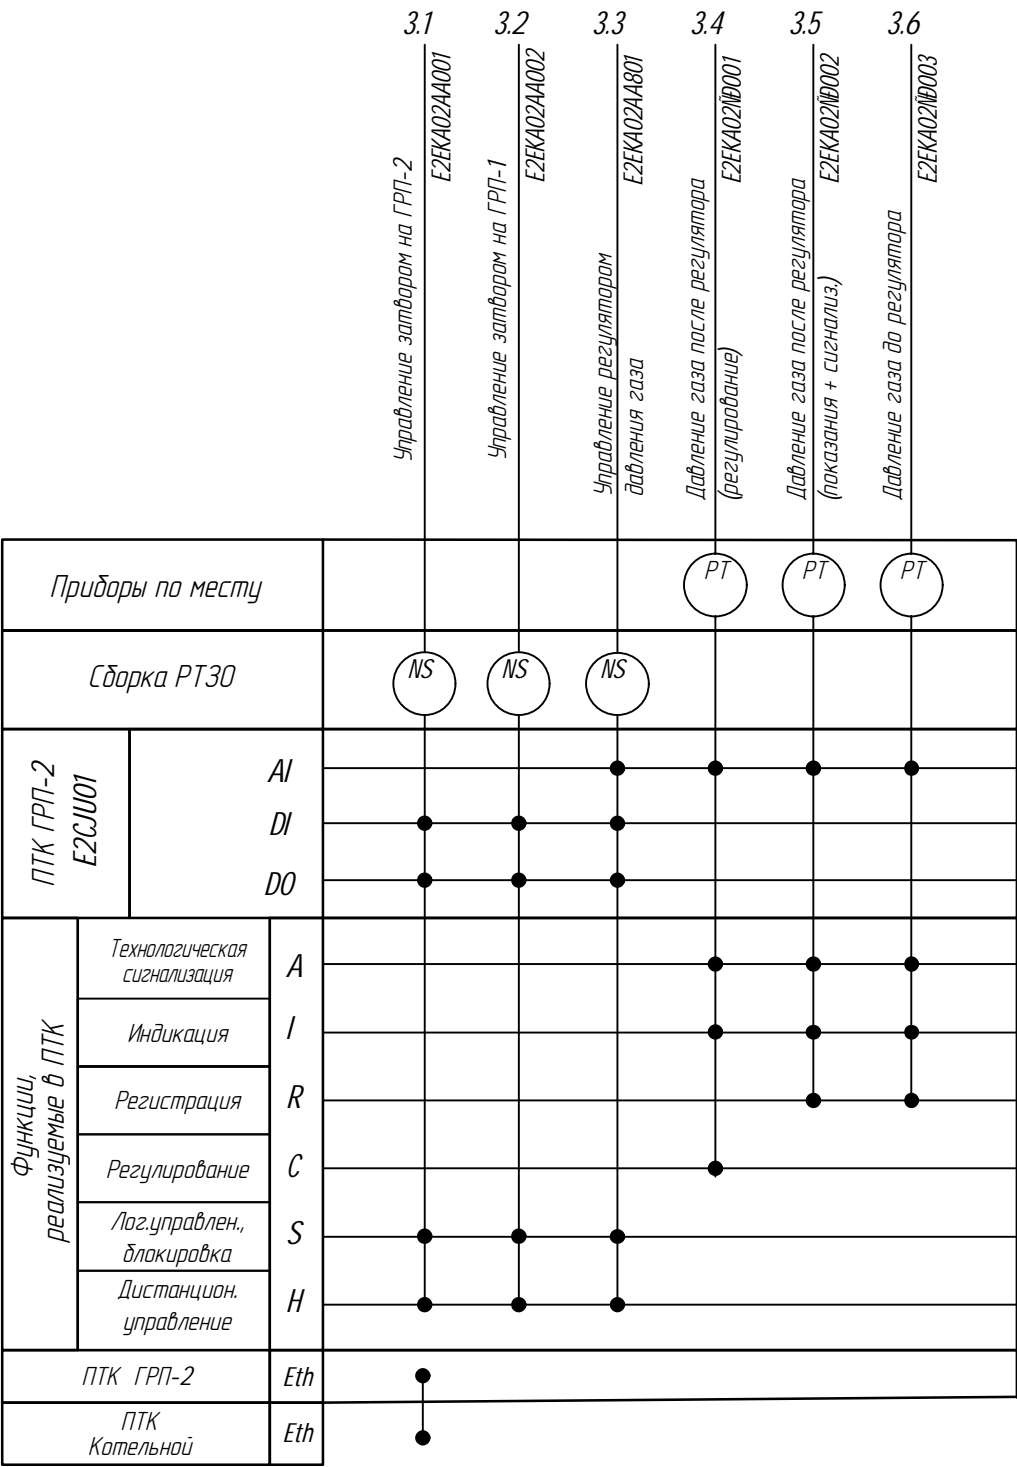 3.1
3.2
3.3
3.4
3.5
3.6
Управление затвором на ГРП-2
E2EKA02AA001
Управление затвором на ГРП-1
E2EKA02AA002
Управление регулятором
давления газа
E2EKA02AA801
Давление газа после регулятора
(регулирование)
Давление газа после регулятора
(показания + сигнализ.)
Давление газа до регулятора
Приборы по месту
PT
PT
PT
Сборка РТЗО
NS
NS
NS
ПТК ГРП-2
E2CJU01
AI
DI
DO
Функции,
реализуемые в ПТК
Технологическая
сигнализация
A
Индикация
I
Регистрация
R
Регулирование
C
Лог.управлен.,
блокировка
S
Дистанцион.
управление
H
ПТК ГРП-2
Eth
ПТК
Котельной
Eth